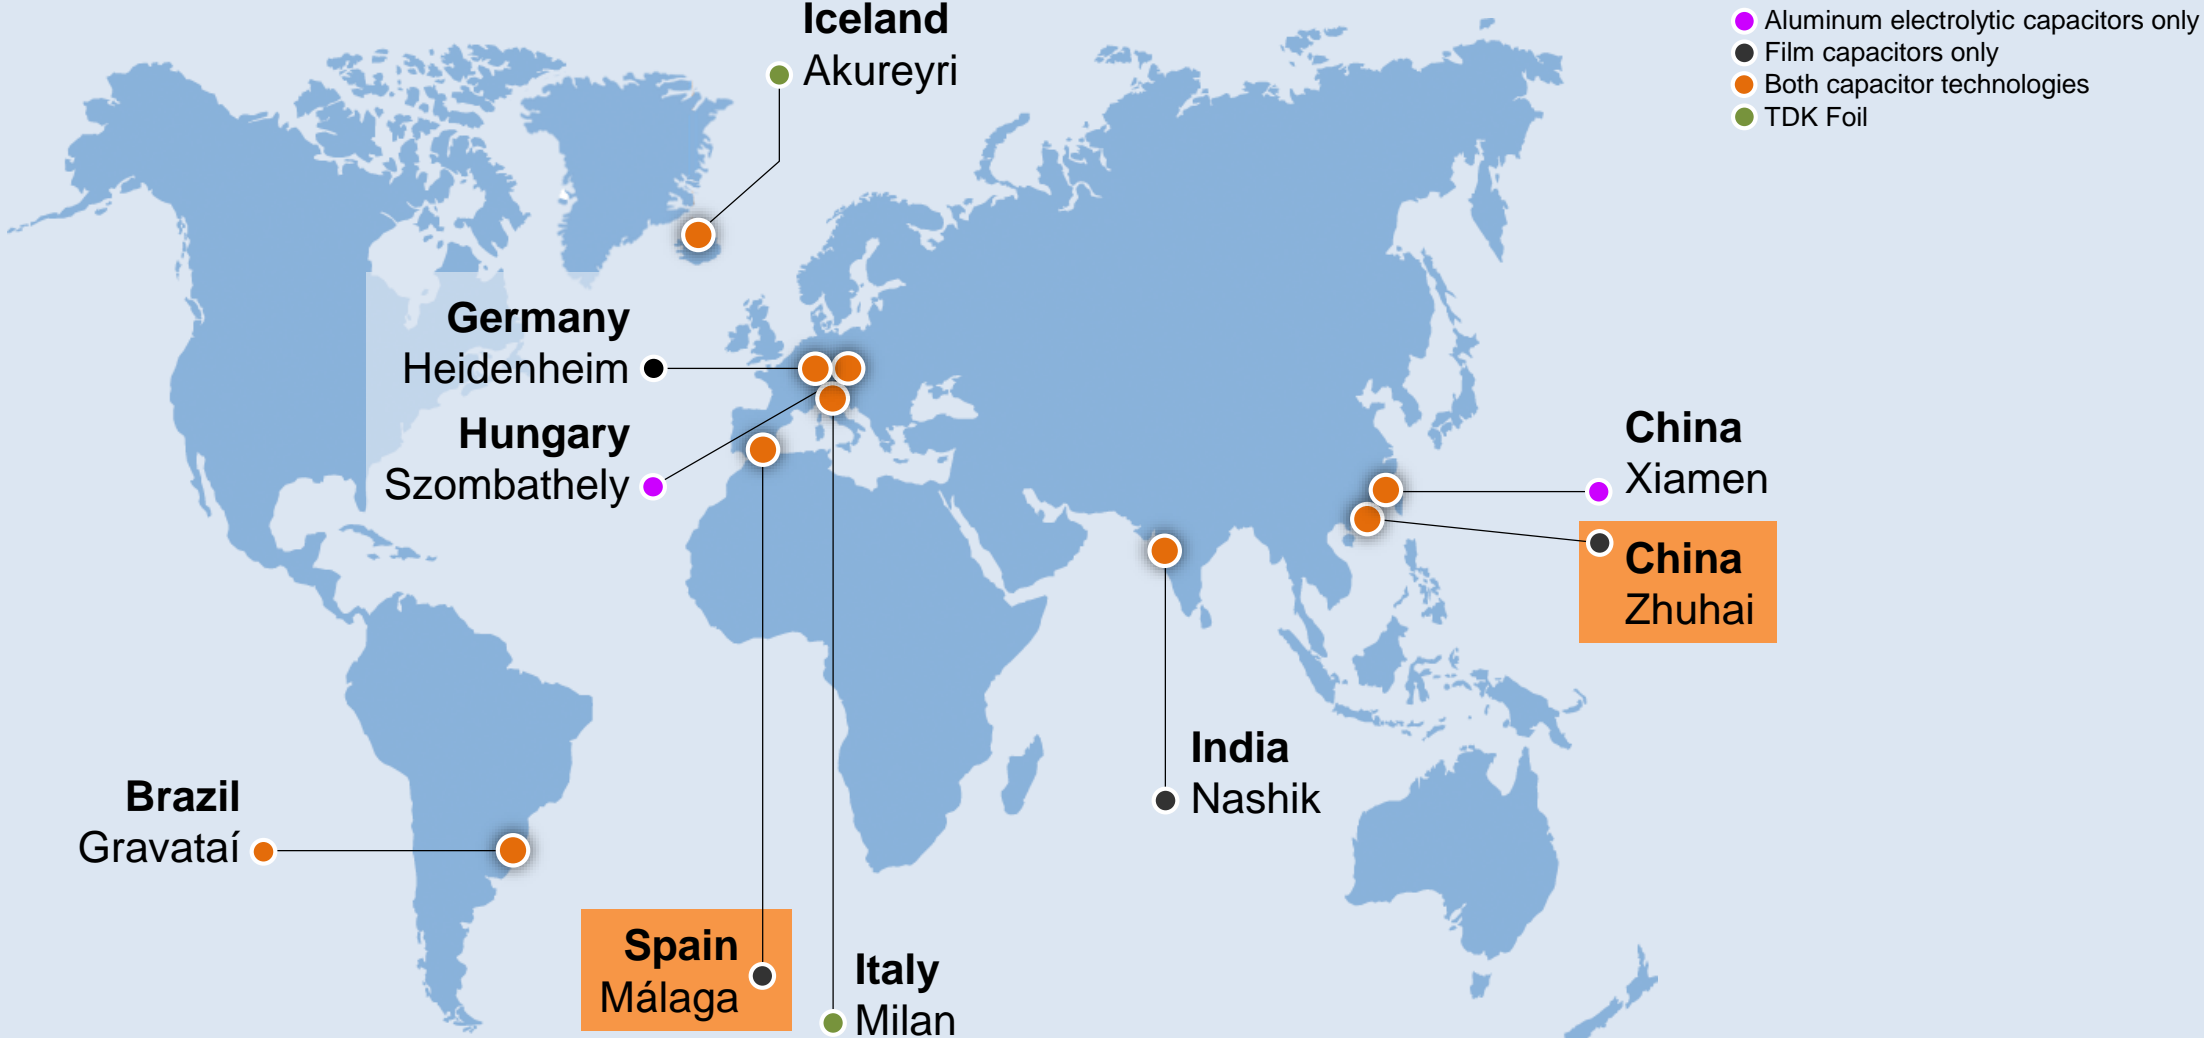 Iceland
Akureyri
Aluminum electrolytic capacitors only
Film capacitors only
Both capacitor technologies
TDK Foil
Germany
Heidenheim
Hungary
Szombathely
China
Xiamen
China
Zhuhai
India
Nashik
Brazil
Gravataí
Spain
Málaga
Italy
Milan